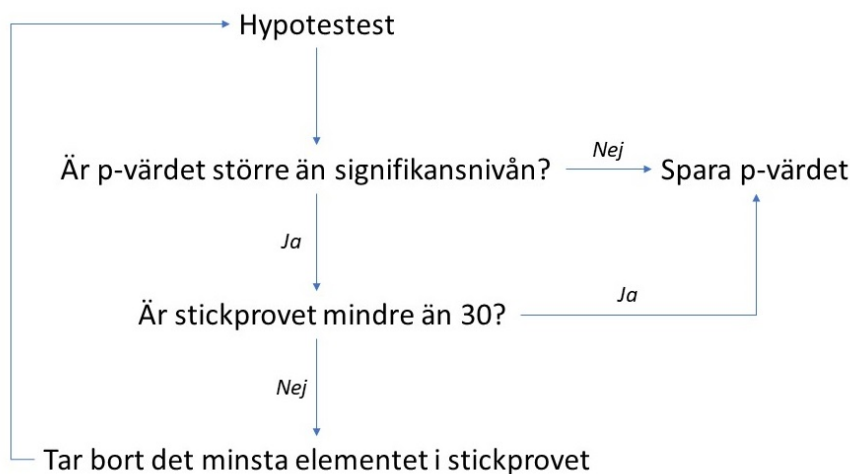 Hypotestest
Är p-värdet större än signifikansnivån?
Nej
Spara p-värdet
Ja
Är stickprovet mindre än 30?
Ja
Nej
Tar bort det minsta elementet i stickprovet